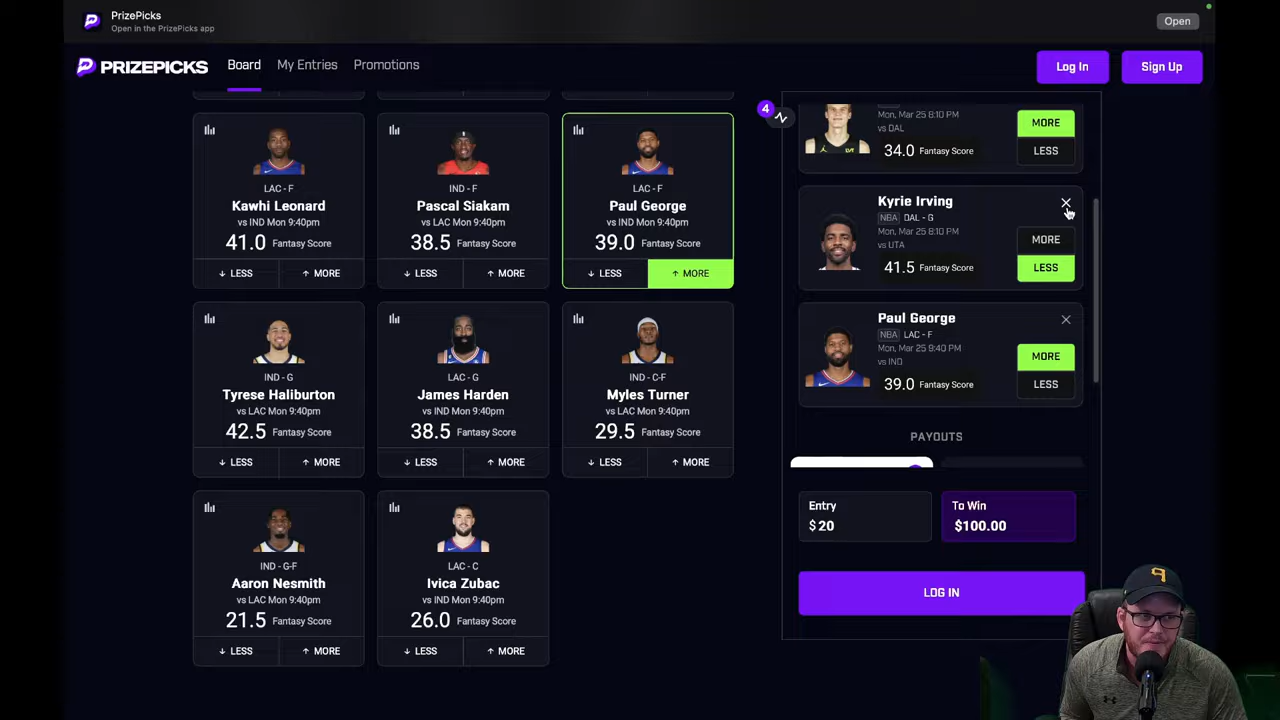 PrizePicks
Open in the PrizePicks app
Open
PRIZEPICKS
Board
My Entries
Promotions
Log In
Sign Up
LAC - F
Kawhi Leonard
vs IND Mon 9:40pm
41.0 Fantasy Score
↓ LESS
↑ MORE
IND - F
Pascal Siakam
vs LAC Mon 9:40pm
38.5 Fantasy Score
↓ LESS
↑ MORE
LAC - F
Paul George
vs IND Mon 9:40pm
39.0 Fantasy Score
↓ LESS
↑ MORE
IND - G
Tyrese Haliburton
vs LAC Mon 9:40pm
42.5 Fantasy Score
↓ LESS
↑ MORE
LAC - G
James Harden
vs IND Mon 9:40pm
38.5 Fantasy Score
↓ LESS
↑ MORE
IND - C-F
Myles Turner
vs LAC Mon 9:40pm
29.5 Fantasy Score
↓ LESS
↑ MORE
IND - G-F
Aaron Nesmith
vs LAC Mon 9:40pm
21.5 Fantasy Score
↓ LESS
↑ MORE
LAC - C
Ivica Zubac
vs IND Mon 9:40pm
26.0 Fantasy Score
↓ LESS
↑ MORE
4
Mon, Mar 25 8:10 PM
vs DAL
34.0 Fantasy Score
MORE
LESS
Kyrie Irving
NBA DAL - G
Mon, Mar 25 8:10 PM
vs UTA
41.5 Fantasy Score
MORE
LESS
Paul George
NBA LAC - F
Mon, Mar 25 9:40 PM
vs IND
39.0 Fantasy Score
MORE
LESS
PAYOUTS
Entry
$ 20
To Win
$100.00
LOG IN
P